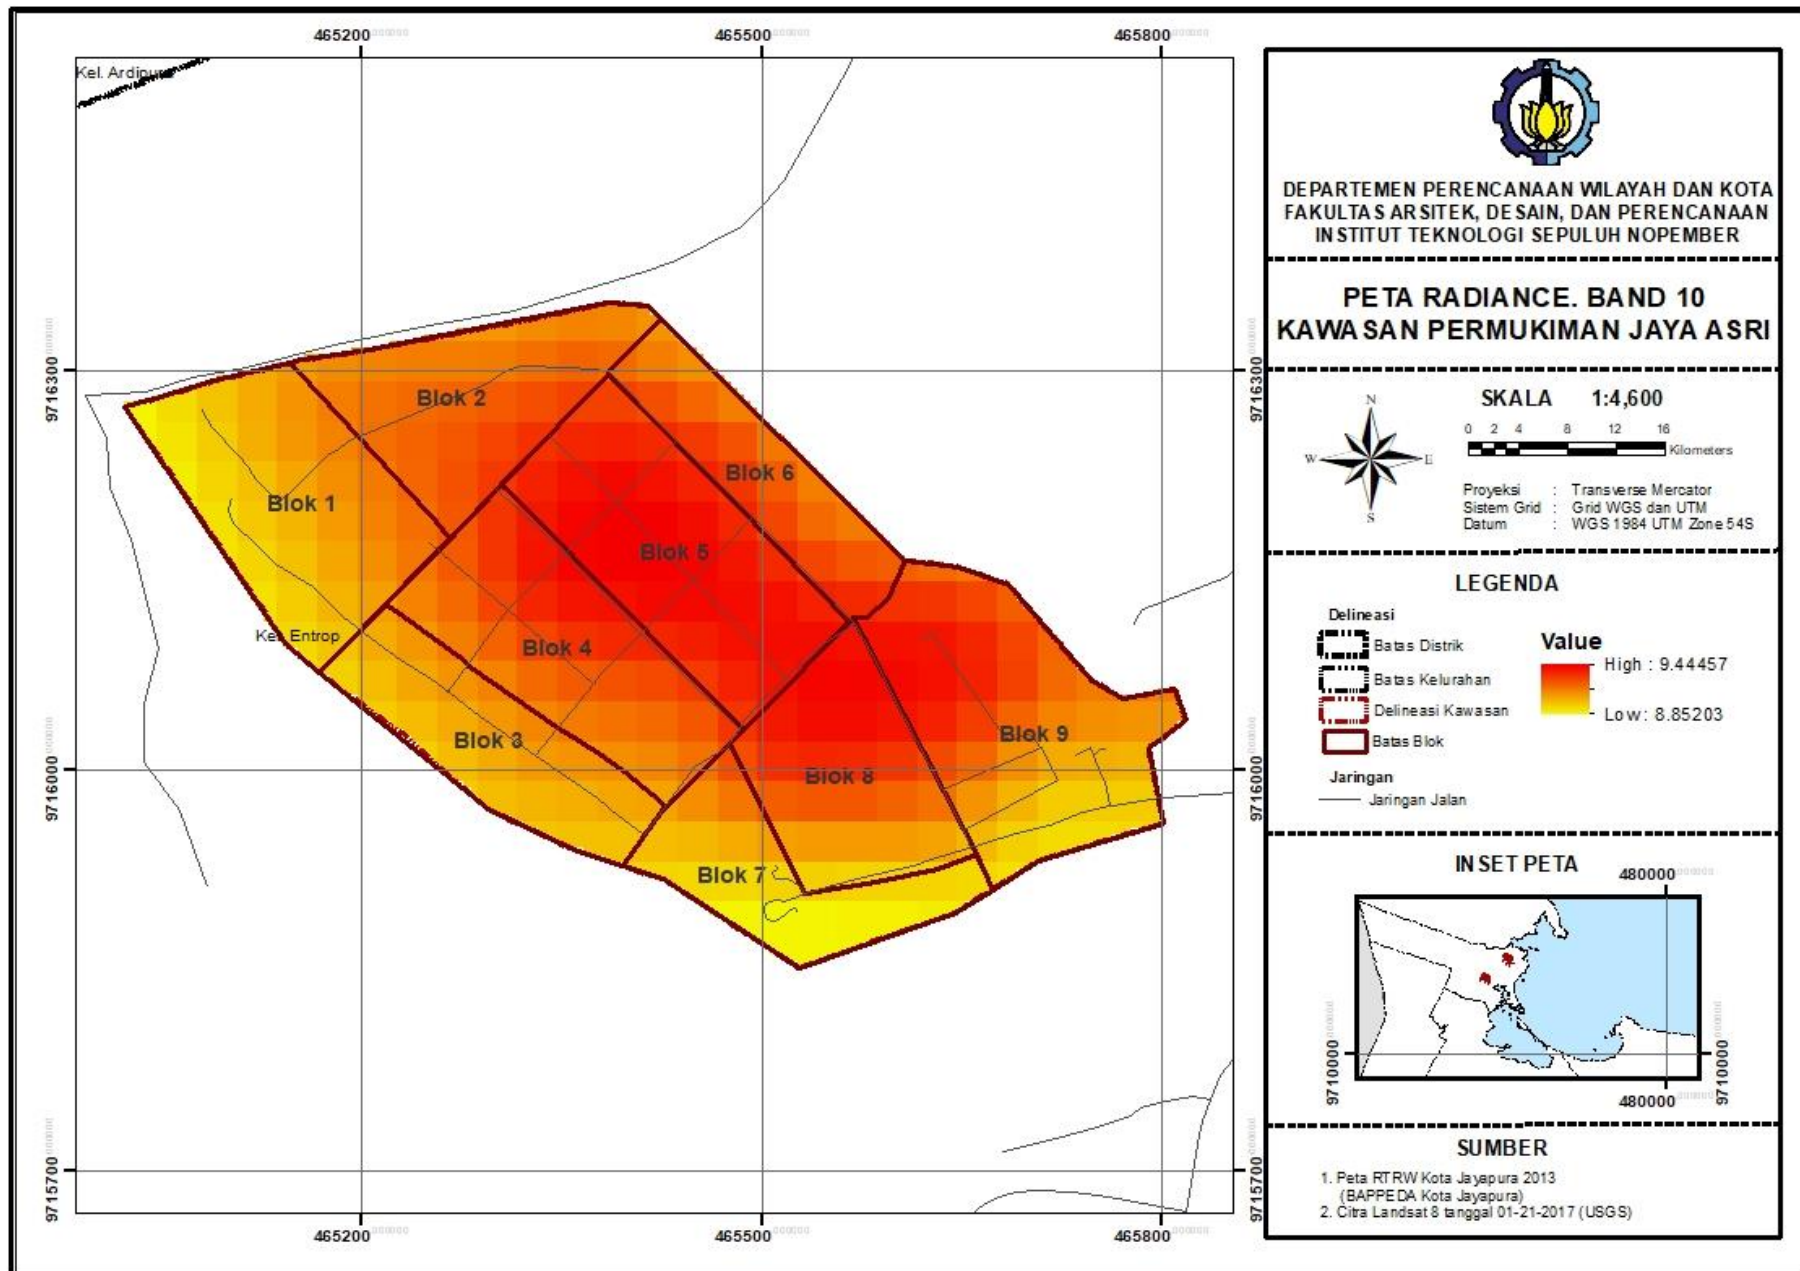 465200
465500
465800
Kel. Ardipura
9716300
9716300
Blok 2
Blok 6
Blok 1
Blok 5
Kel. Entrop
Blok 4
Blok 3
Blok 9
Blok 8
9716000
9716000
Blok 7
9715700
9715700
465200
465500
465800
DEPARTEMEN PERENCANAAN WILAYAH DAN KOTA
FAKULTAS ARSITEK, DESAIN, DAN PERENCANAAN
INSTITUT TEKNOLOGI SEPULUH NOPEMBER
PETA RADIANCE. BAND 10
KAWASAN PERMUKIMAN JAYA ASRI
N
W
E
S
SKALA 1:4,600
0 2 4 8 12 16
Kilometers
Proyeksi : Transverse Mercator
Sistem Grid : Grid WGS dan UTM
Datum : WGS 1984 UTM Zone 54S
LEGENDA
Delineasi
Batas Distrik
Batas Kelurahan
Delineasi Kawasan
Batas Blok
Jaringan
Jaringan Jalan
Value
High : 9.44457
Low : 8.85203
INSET PETA
480000
9710000
9710000
480000
SUMBER
1. Peta RTRW Kota Jayapura 2013
(BAPPEDA Kota Jayapura)
2. Citra Landsat 8 tanggal 01-21-2017 (USGS)